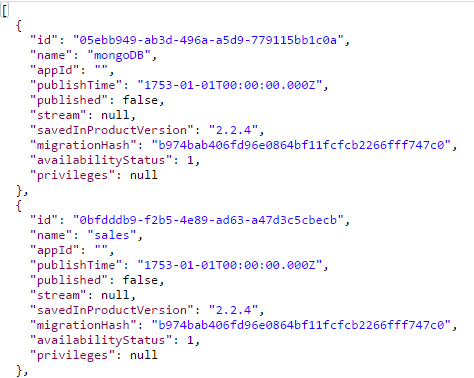 [
  {
    "id": "05ebb949-ab3d-496a-a5d9-779115bb1c0a",
    "name": "mongoDB",
    "appId": "",
    "publishTime": "1753-01-01T00:00:00.000Z",
    "published": false,
    "stream": null,
    "savedInProductVersion": "2.2.4",
    "migrationHash": "b974bab406fd96e0864bf11fcfcb2266fff747c0",
    "availabilityStatus": 1,
    "privileges": null
  },
  {
    "id": "0bfdddb9-f2b5-4e89-ad63-a47d3c5cbecb",
    "name": "sales",
    "appId": "",
    "publishTime": "1753-01-01T00:00:00.000Z",
    "published": false,
    "stream": null,
    "savedInProductVersion": "2.2.4",
    "migrationHash": "b974bab406fd96e0864bf11fcfcb2266fff747c0",
    "availabilityStatus": 1,
    "privileges": null
  },